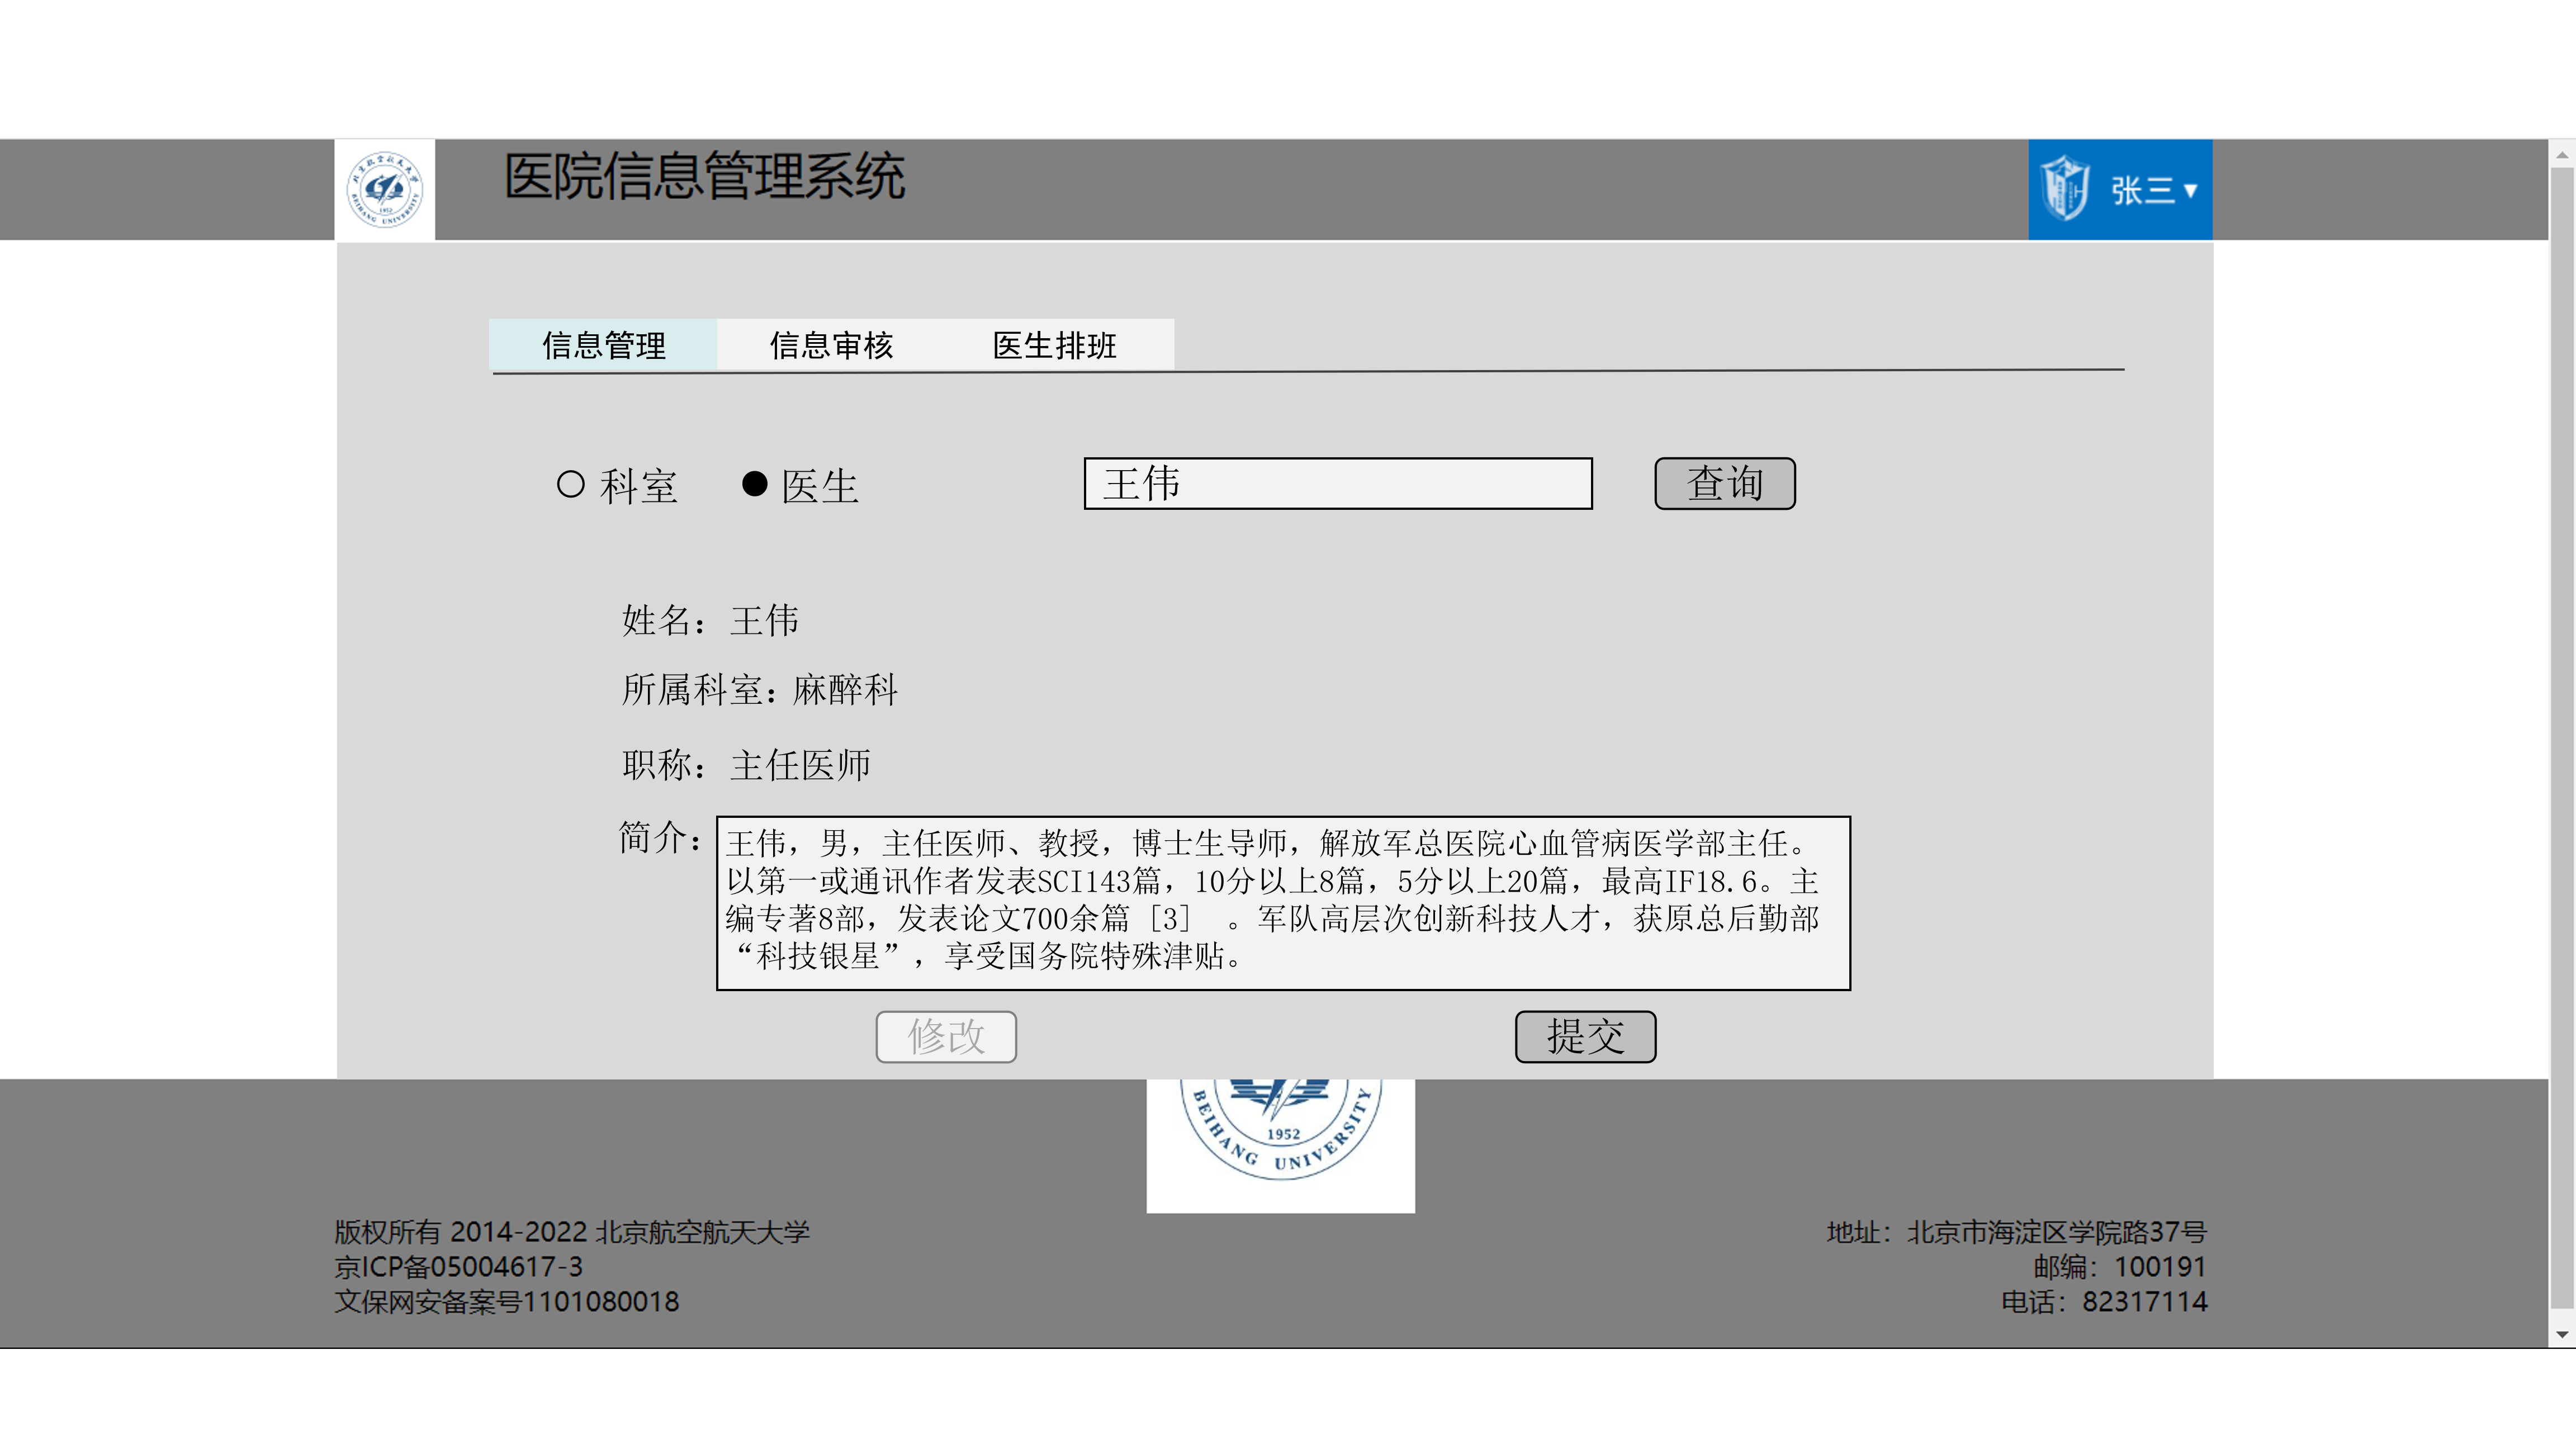 北京航空航天大学
BEIHANG UNIVERSITY
1952
医院信息管理系统
张三▼
信息管理 信息审核 医生排班
○ 科室 ● 医生 王伟 查询
姓名：王伟
所属科室：麻醉科
职称：主任医师
简介：
王伟，男，主任医师、教授，博士生导师，解放军总医院心血管病医学部主任。
以第一或通讯作者发表SCI143篇，10分以上8篇，5分以上20篇，最高IF18.6。主
编专著8部，发表论文700余篇 [3] 。军队高层次创新科技人才，获原总后勤部
“科技银星”，享受国务院特殊津贴。
修改 提交
1952
BEIHANG UNIVERSITY
版权所有 2014-2022 北京航空航天大学
京ICP备05004617-3
文保网安备案号1101080018
地址：北京市海淀区学院路37号
邮编：100191
电话：82317114